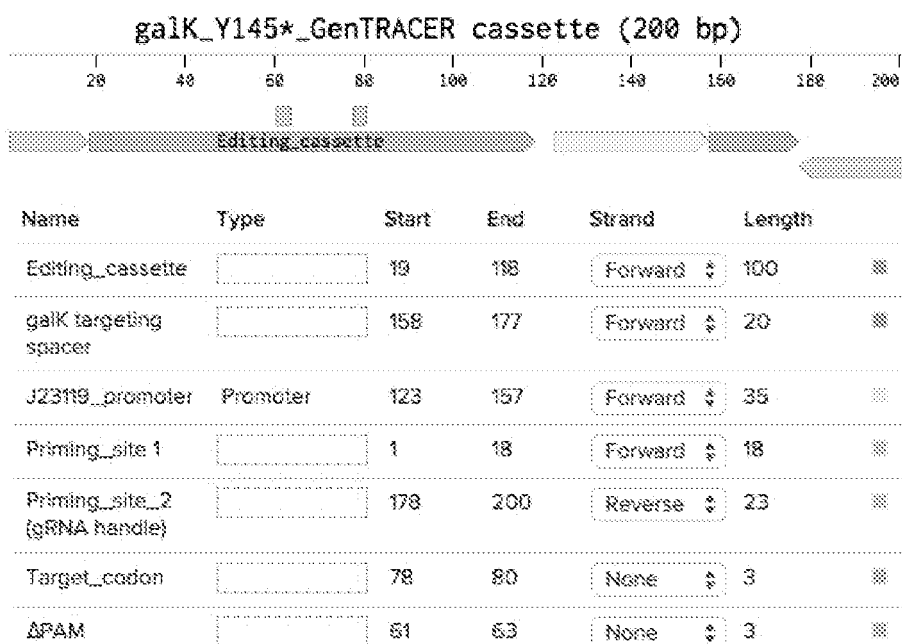 galK_Y145*_GenTRACER cassette (200 bp)
20 40 60 80 100 120 140 160 180 200
Editing_cassette
Name Type Start End Strand Length
Editing_cassette 19 118 Forward 100
galK targeting
spacer 158 177 Forward 20
J23119_promoter Promoter 123 157 Forward 35
Priming_site 1 1 18 Forward 18
Priming_site_2
(gRNA handle) 178 200 Reverse 23
Target_codon 78 80 None 3
ΔPAM 61 63 None 3